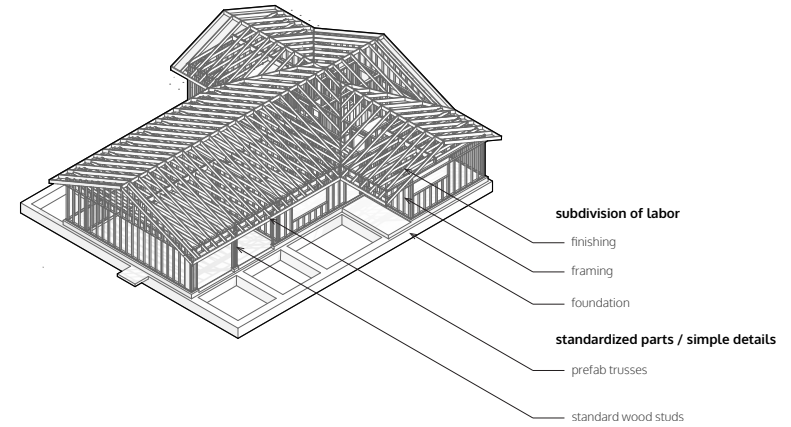 subdivision of labor
finishing
framing
foundation
standardized parts / simple details
prefab trusses
standard wood studs